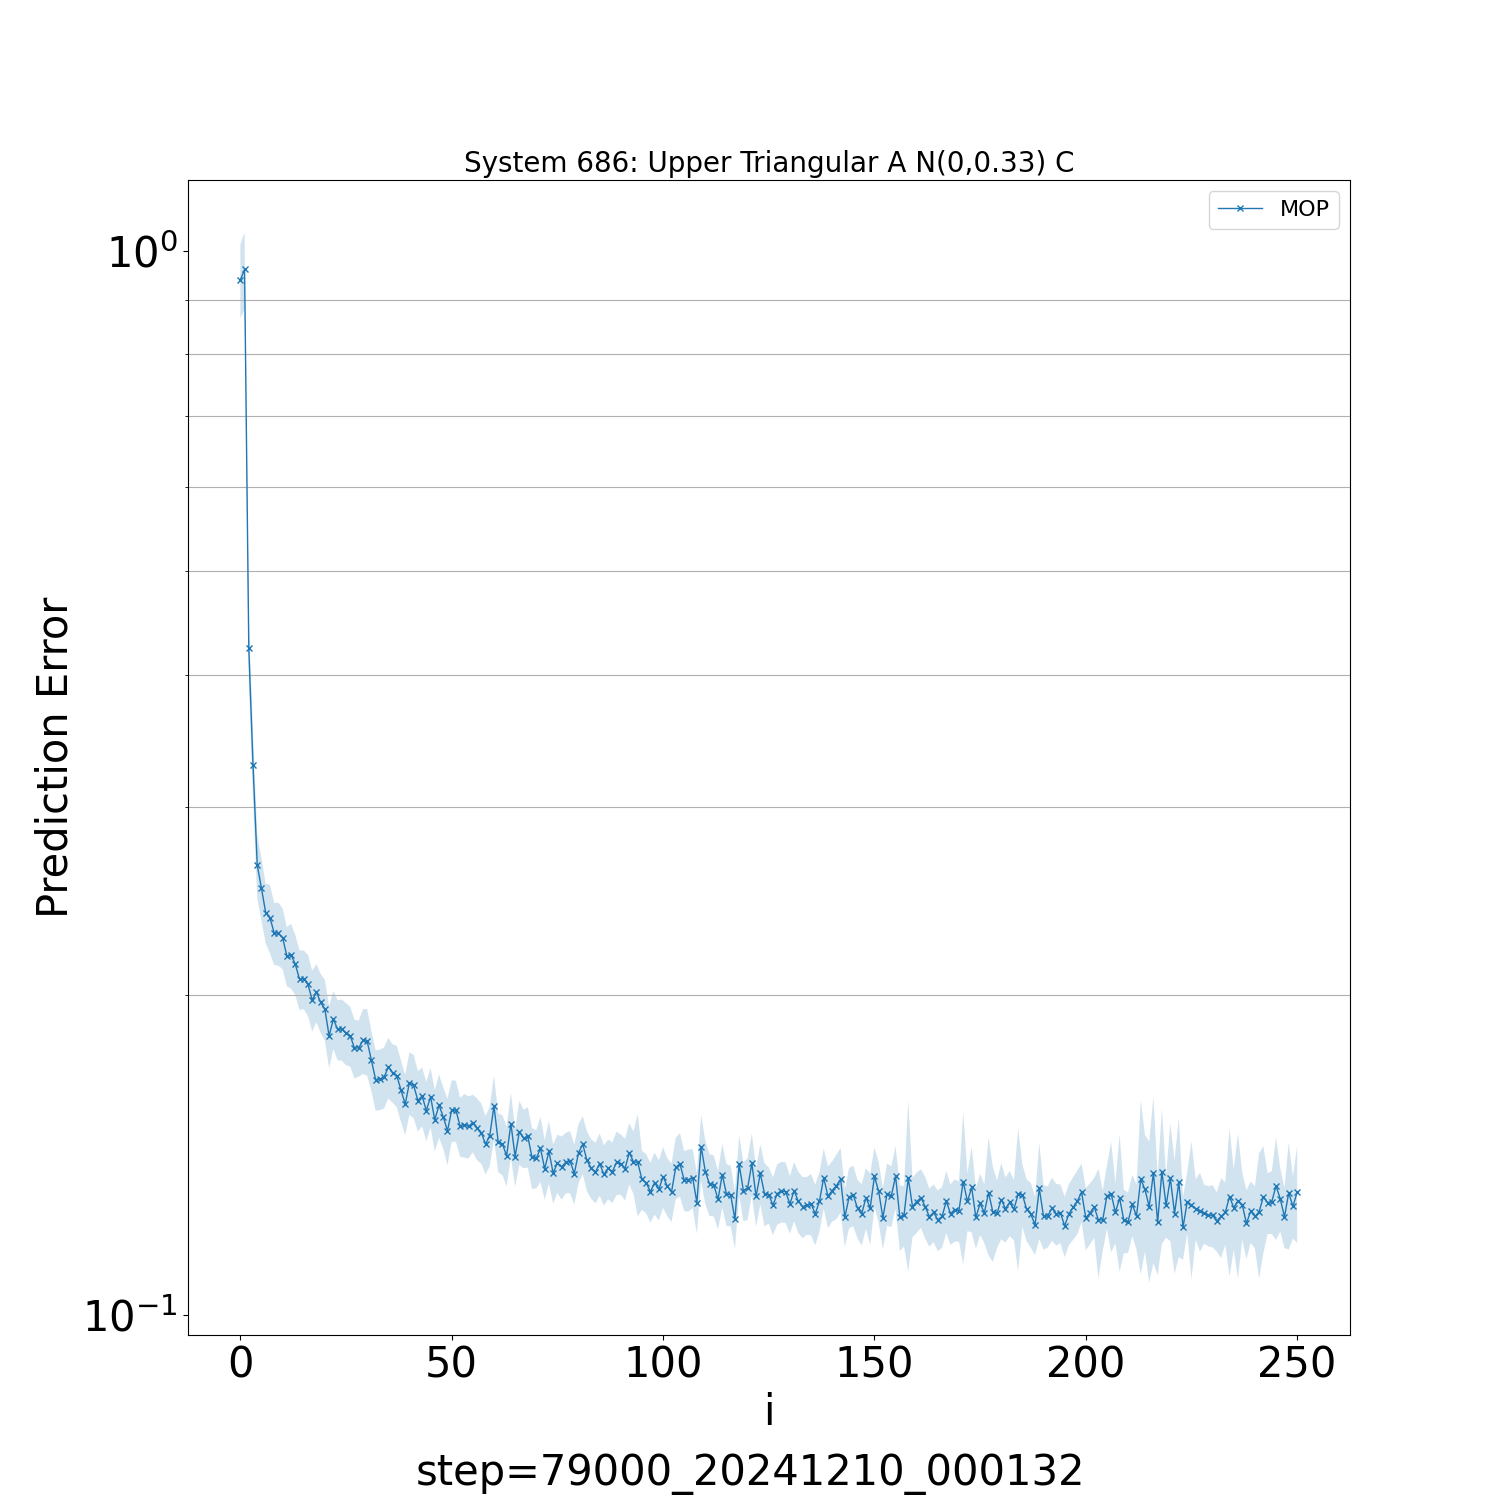 System 686: Upper Triangular A N(0,0.33) C
MOP
10⁰
10⁻¹
Prediction Error
0 50 100 150 200 250
i
step=79000_20241210_000132